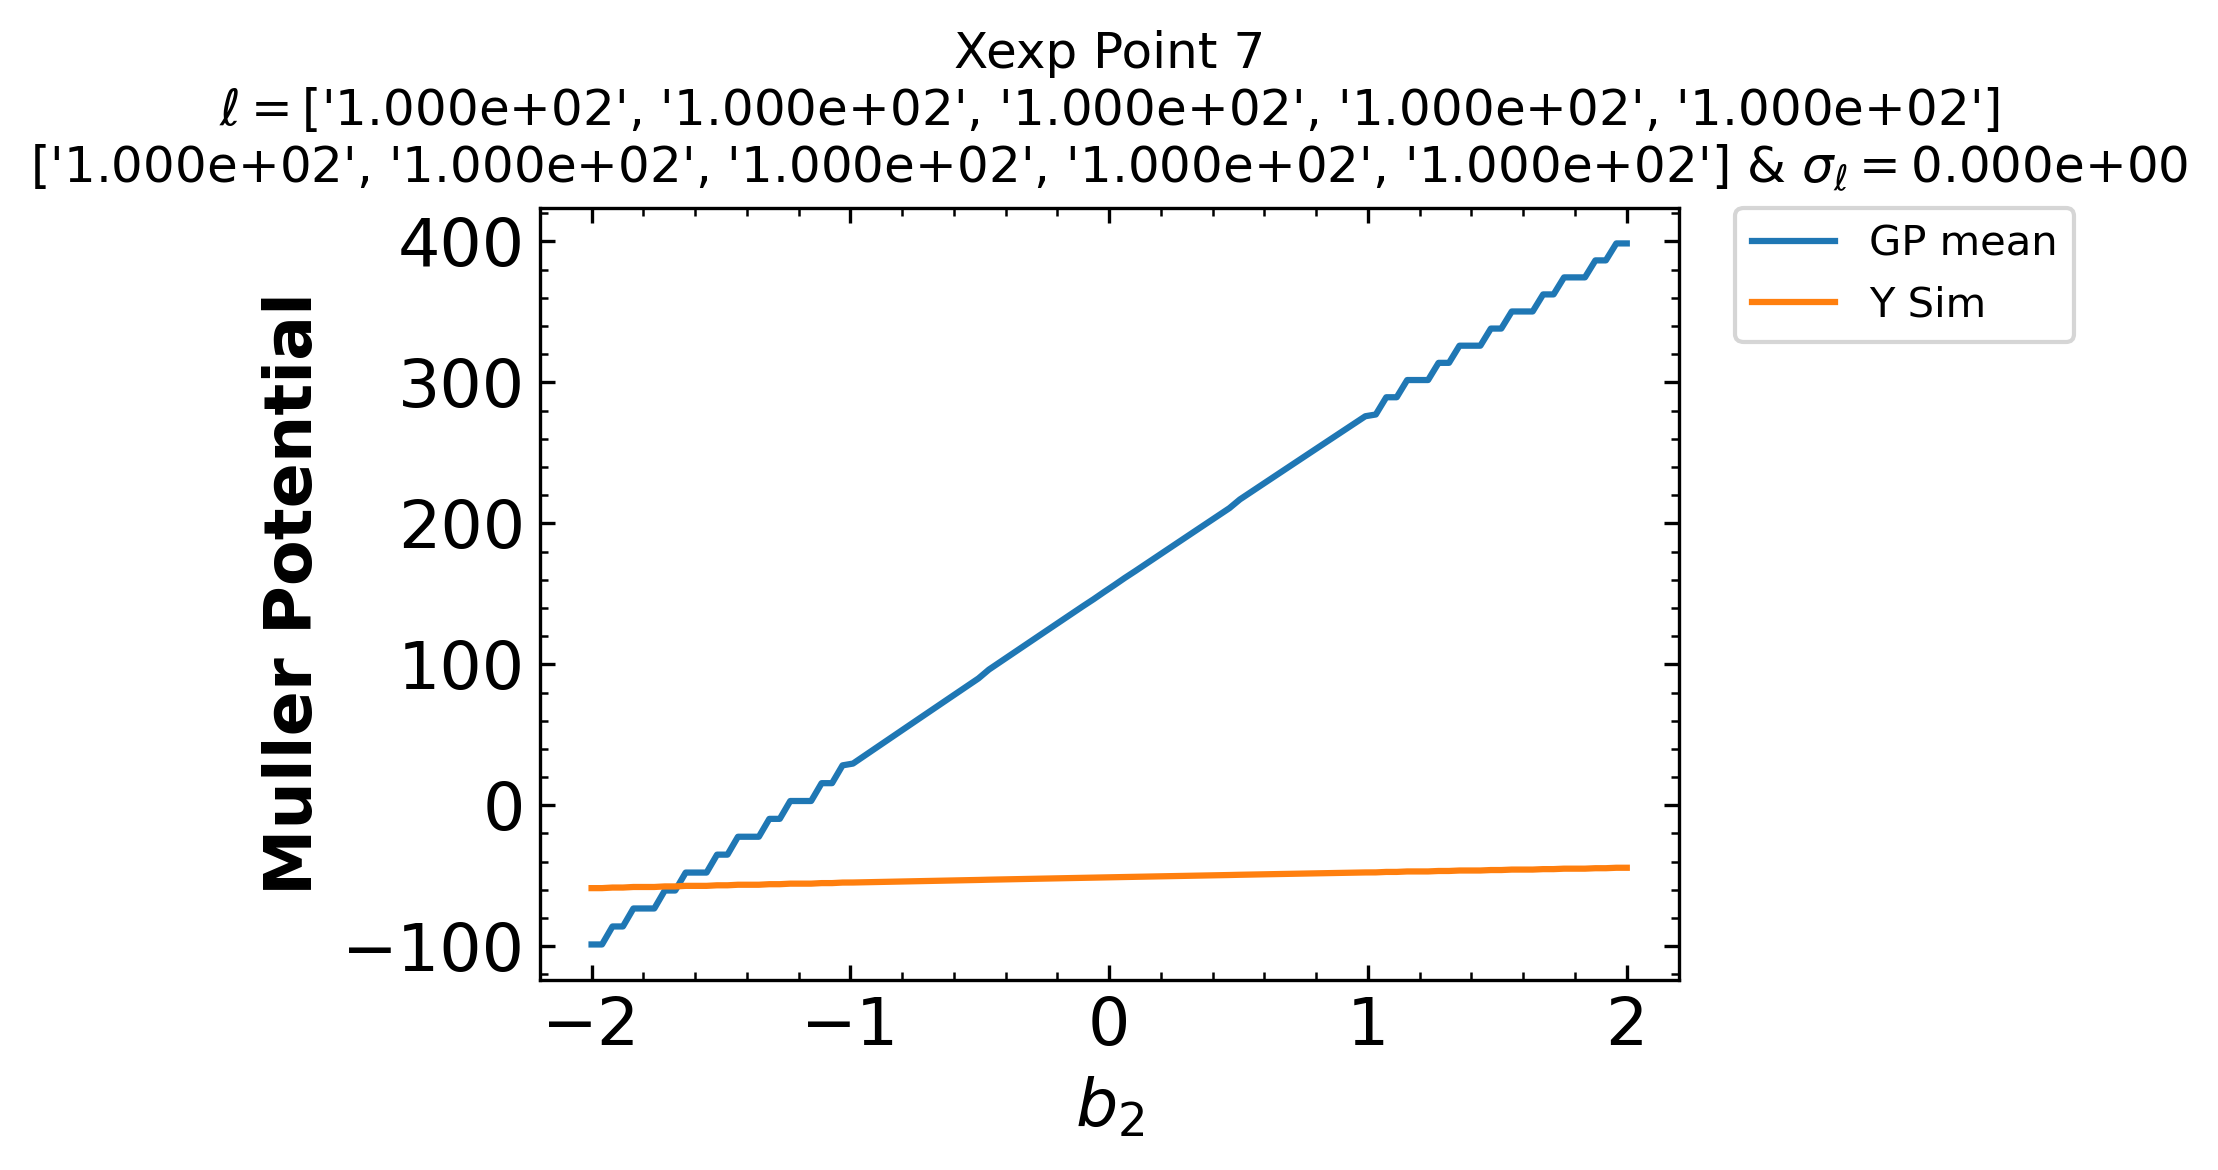 Xexp Point 7
ℓ = ['1.000e+02', '1.000e+02', '1.000e+02', '1.000e+02', '1.000e+02']
['1.000e+02', '1.000e+02', '1.000e+02', '1.000e+02', '1.000e+02'] & σ_ℓ = 0.000e+00
GP mean
Y Sim
400
300
200
100
0
−100
Muller Potential
−2 −1 0 1 2
b₂